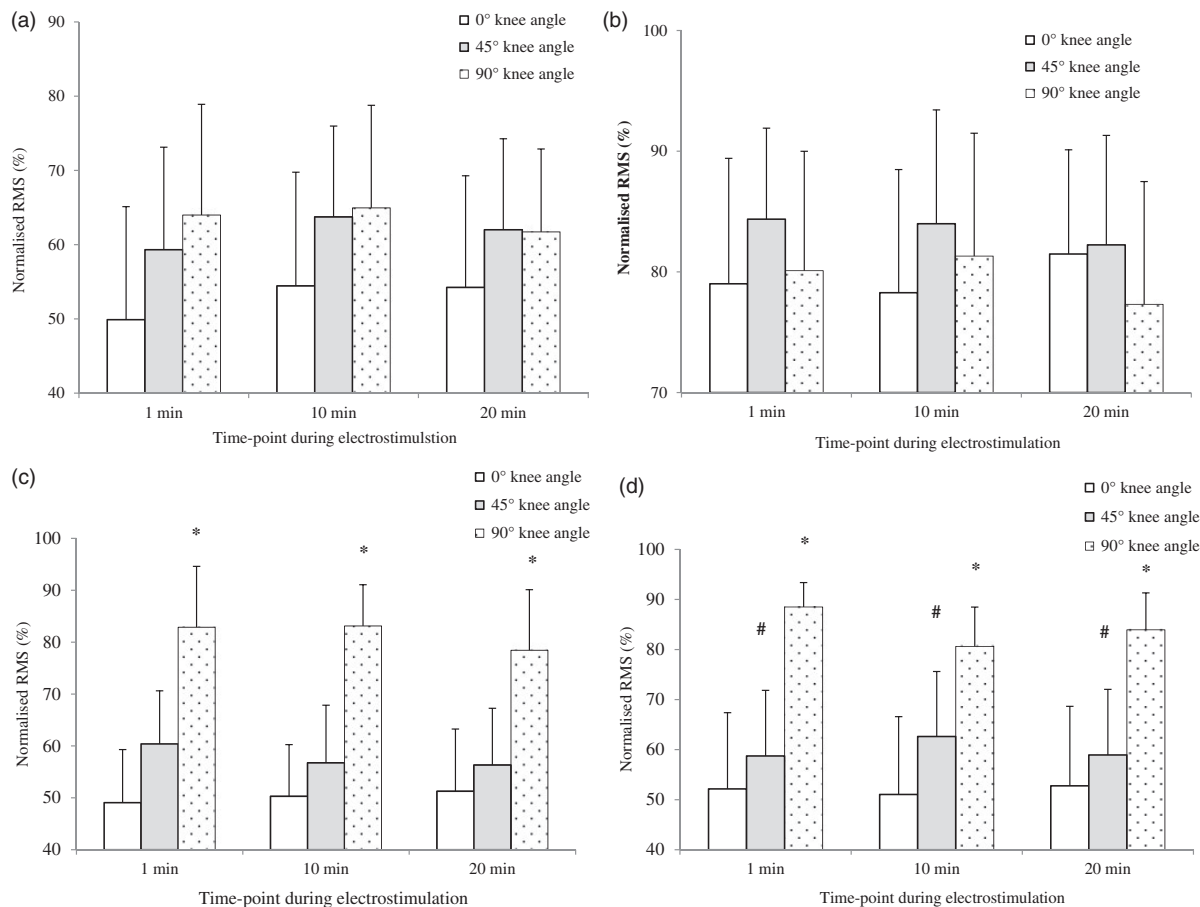 (a)
90
80
70
60
50
40
Normalised RMS (%)
0° knee angle
45° knee angle
90° knee angle
1 min 10 min 20 min
Time-point during electrostimulstion
(b)
100
90
80
70
Normalised RMS (%)
0° knee angle
45° knee angle
90° knee angle
1 min 10 min 20 min
Time-point during electrostimulation
(c)
100
90
80
70
60
50
40
Normalised RMS (%)
0° knee angle
45° knee angle
90° knee angle
* * *
1 min 10 min 20 min
Time-point during electrostimulation
(d)
100
90
80
70
60
50
40
Normalised RMS (%)
0° knee angle
45° knee angle
90° knee angle
* * *
# # #
1 min 10 min 20 min
Time-point during electrostimulation